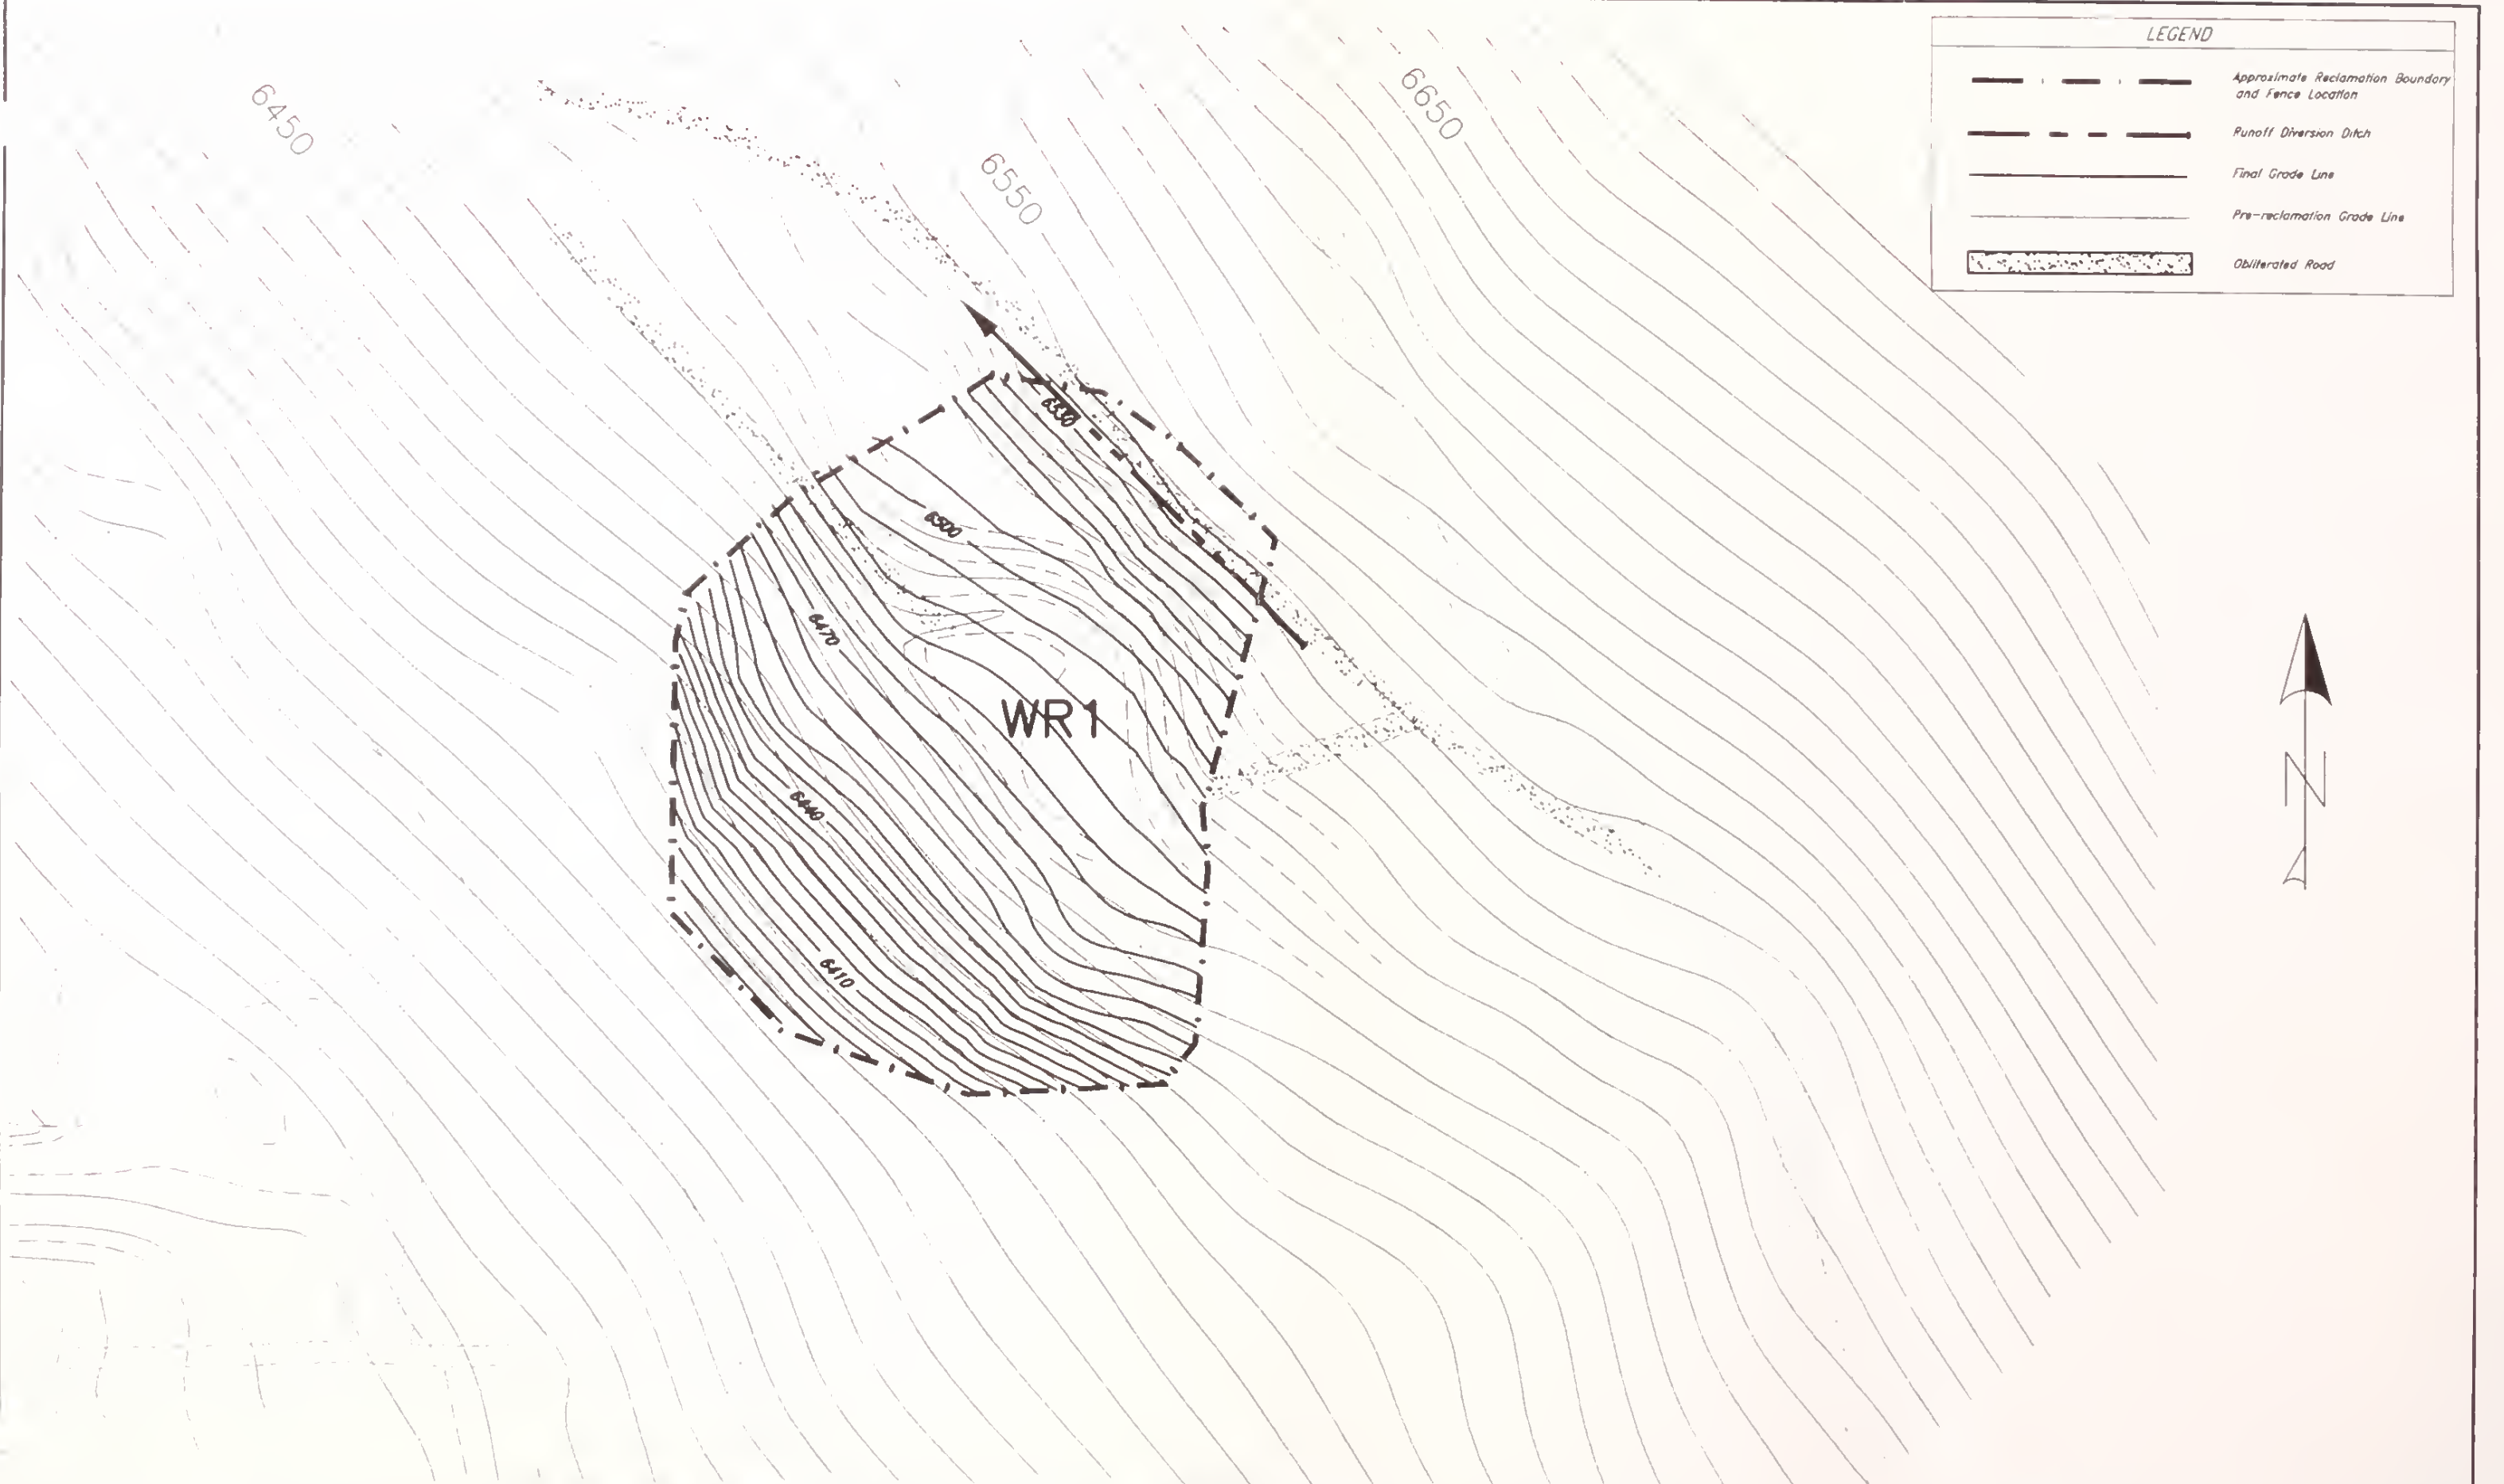 LEGEND
Approximate Reclamation Boundary
and Fence Location
Runoff Diversion Ditch
Final Grade Line
Pre-reclamation Grade Line
Obliterated Road
6450
6550
6650
6530
6500
6470
WR1
6440
6410
N